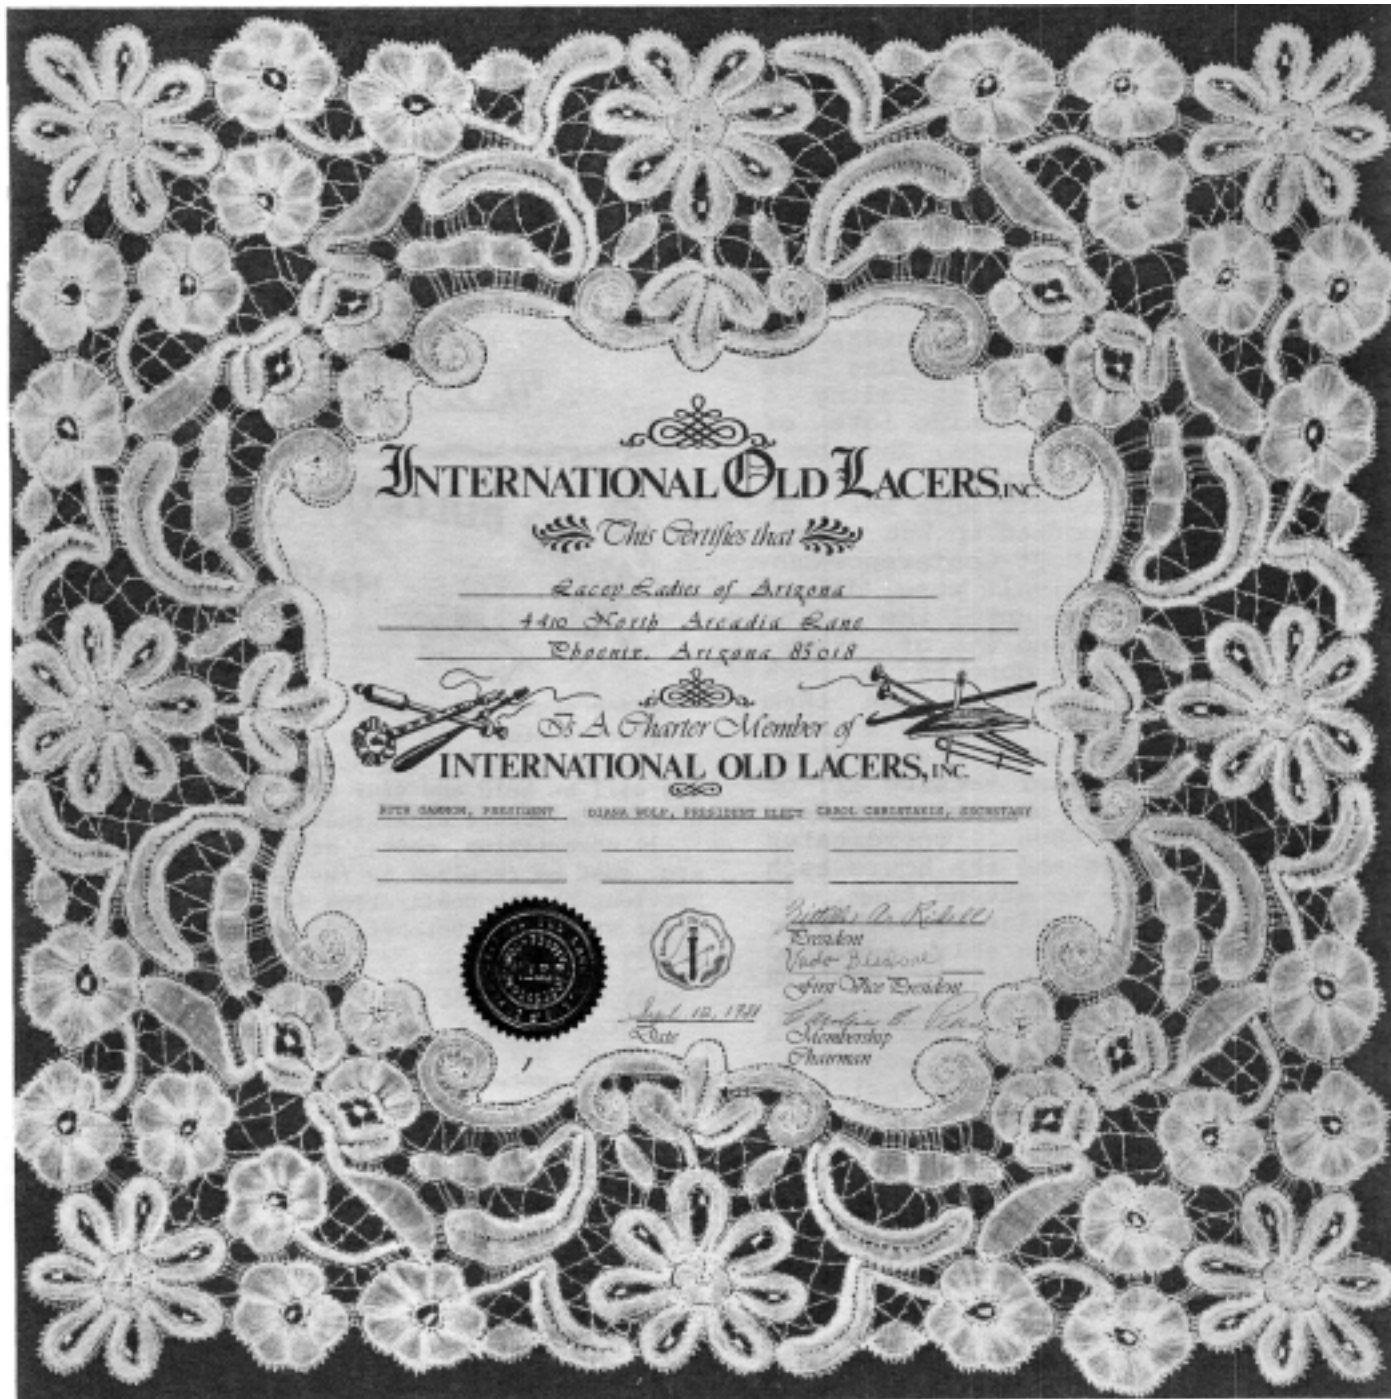 INTERNATIONAL OLD LACERS, INC.
This Certifies that
Lacey Ladies of Arizona
4410 North Arcadia Lane
Phoenix, Arizona 85018
Is A Charter Member of
INTERNATIONAL OLD LACERS, INC.
PRESIDENT DIANA WOLF, PRESIDENT ELECT CAROL CHRISTAKIS, SECRETARY
President
First Vice President
Date
Membership
Chairman
1